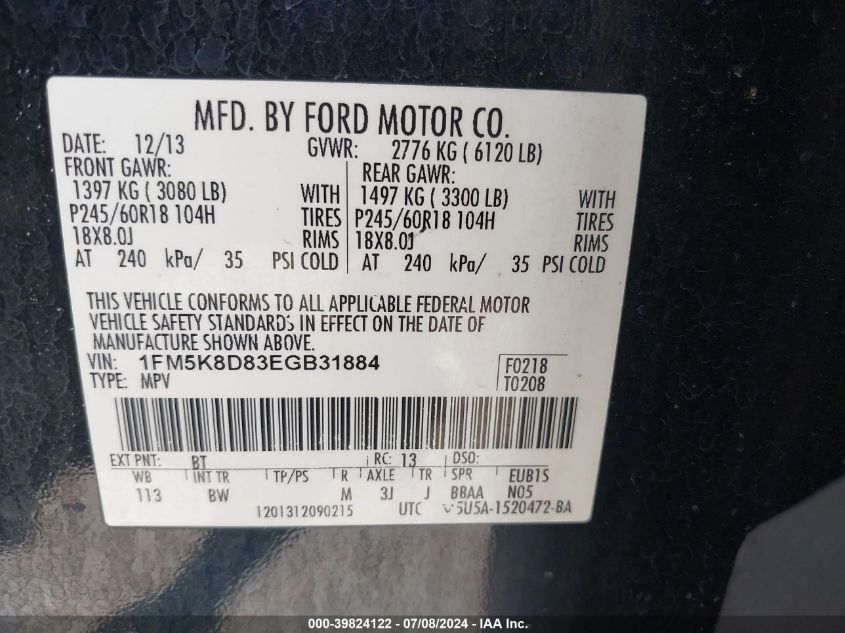 MFD. BY FORD MOTOR CO.
DATE: 12/13 GVWR: 2776 KG ( 6120 LB)
FRONT GAWR: REAR GAWR:
1397 KG ( 3080 LB) WITH 1497 KG ( 3300 LB) WITH
P245/60R18 104H TIRES P245/60R18 104H TIRES
18X8.0J RIMS 18X8.0J RIMS
AT 240 kPa/ 35 PSI COLD AT 240 kPa/ 35 PSI COLD
THIS VEHICLE CONFORMS TO ALL APPLICABLE FEDERAL MOTOR
VEHICLE SAFETY STANDARDS IN EFFECT ON THE DATE OF
MANUFACTURE SHOWN ABOVE.
VIN: 1FM5K8D83EGB31884 F0218
TYPE: MPV T0208
EXT PNT: BT RC: 13 DSO:
WB INT TR TP/PS R AXLE TR SPR EUB1S
113 BW M 3J J BBAA N05
1201312090215 UTC 5U5A-1520472-BA
000-39824122 - 07/08/2024 - IAA Inc.